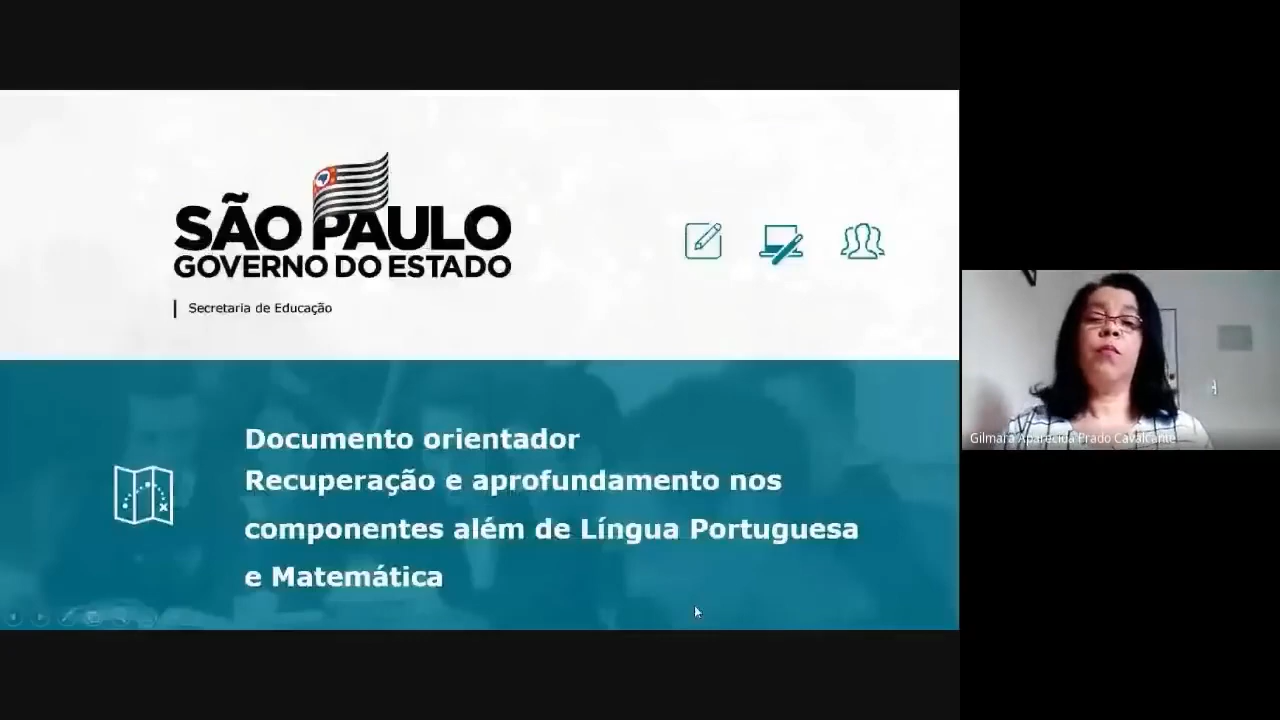 SÃO PAULO
GOVERNO DO ESTADO
Secretaria de Educação
Documento orientador
Recuperação e aprofundamento nos
componentes além de Língua Portuguesa
e Matemática
Gilmara Aparecida Prado Cavalcante